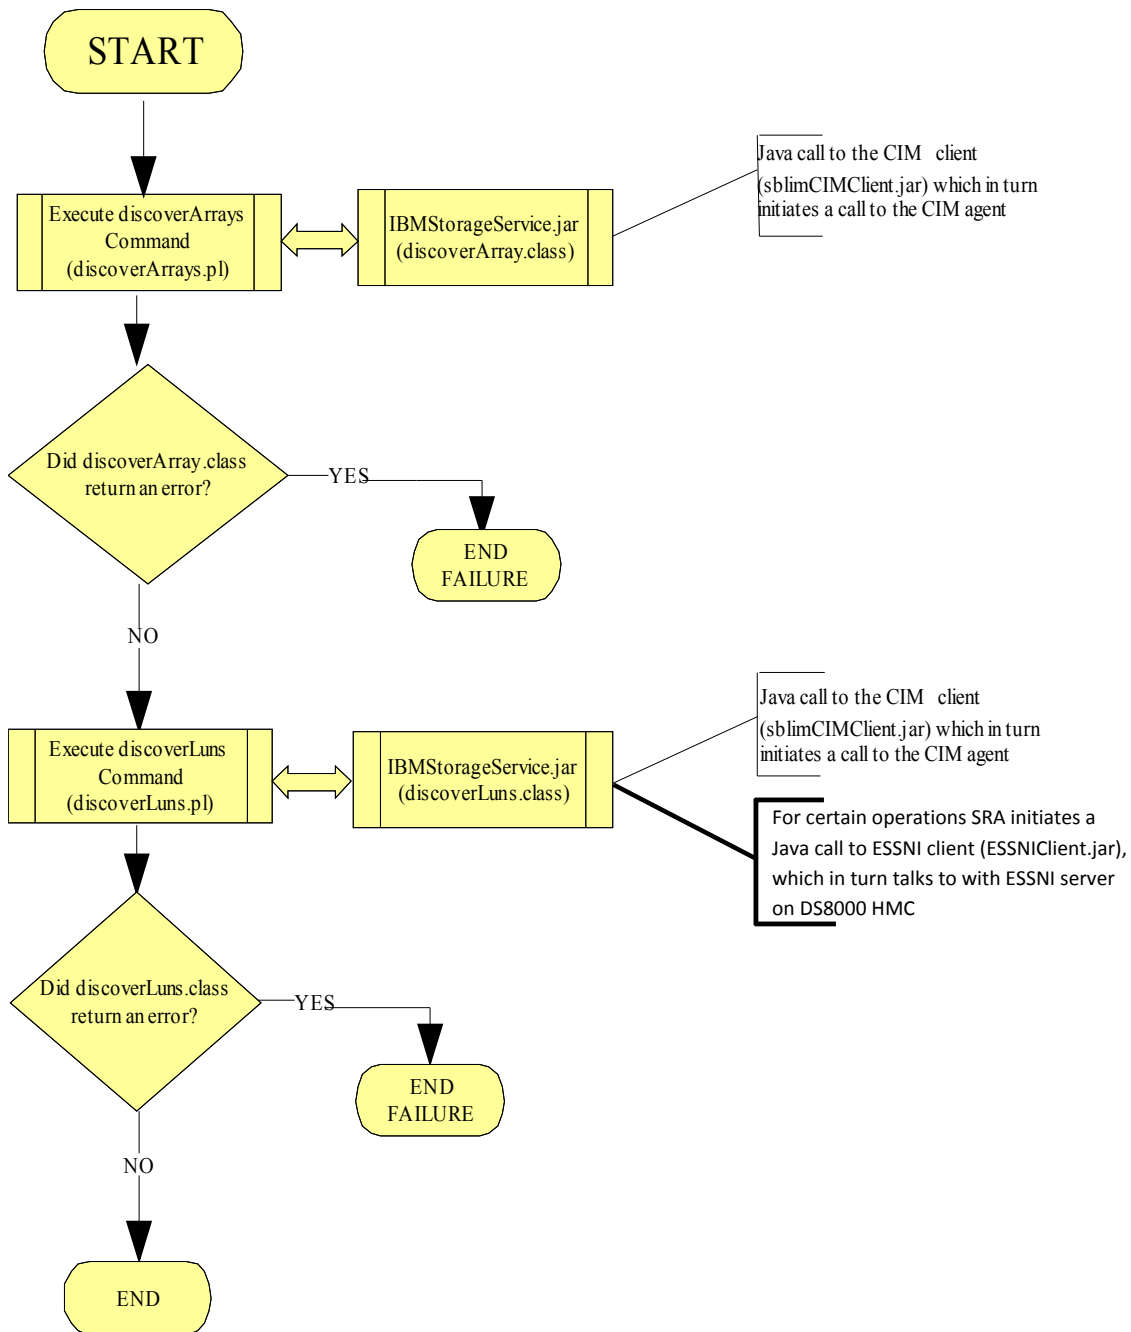 START
Execute discoverArrays
Command
(discoverArrays.pl)
IBMStorageService.jar
(discoverArray.class)
Java call to the CIM client
(sblimCIMClient.jar) which in turn
initiates a call to the CIM agent
Did discoverArray.class
return an error?
YES
END
FAILURE
NO
Execute discoverLuns
Command
(discoverLuns.pl)
IBMStorageService.jar
(discoverLuns.class)
Java call to the CIM client
(sblimCIMClient.jar) which in turn
initiates a call to the CIM agent
For certain operations SRA initiates a
Java call to ESSNI client (ESSNIClient.jar),
which in turn talks to with ESSNI server
on DS8000 HMC
Did discoverLuns.class
return an error?
YES
END
FAILURE
NO
END